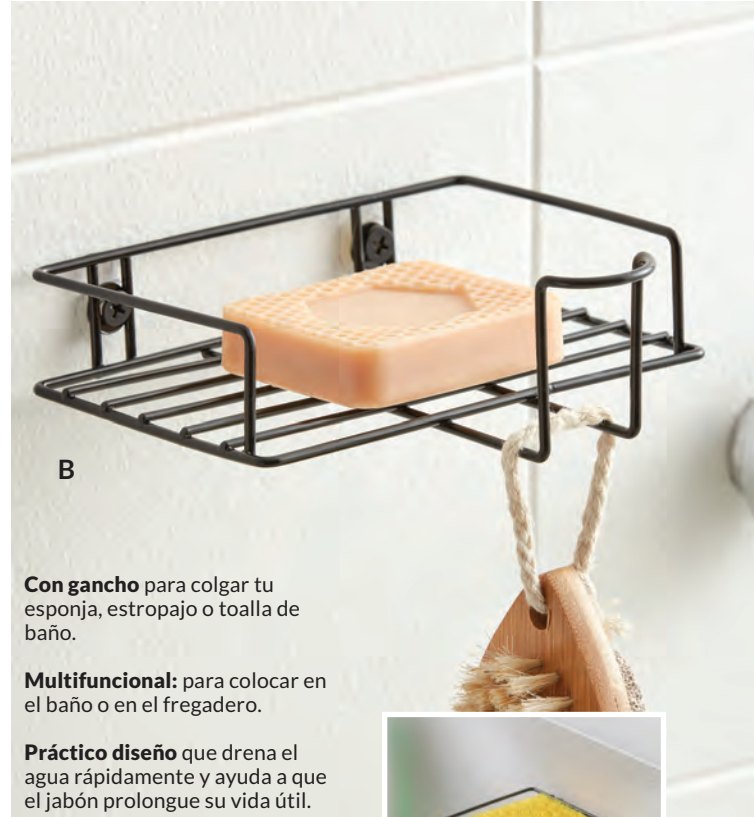 B
Con gancho para colgar tu
esponja, estropajo o toalla de
baño.
Multifuncional: para colocar en
el baño o en el fregadero.
Práctico diseño que drena el
agua rápidamente y ayuda a que
el jabón prolongue su vida útil.